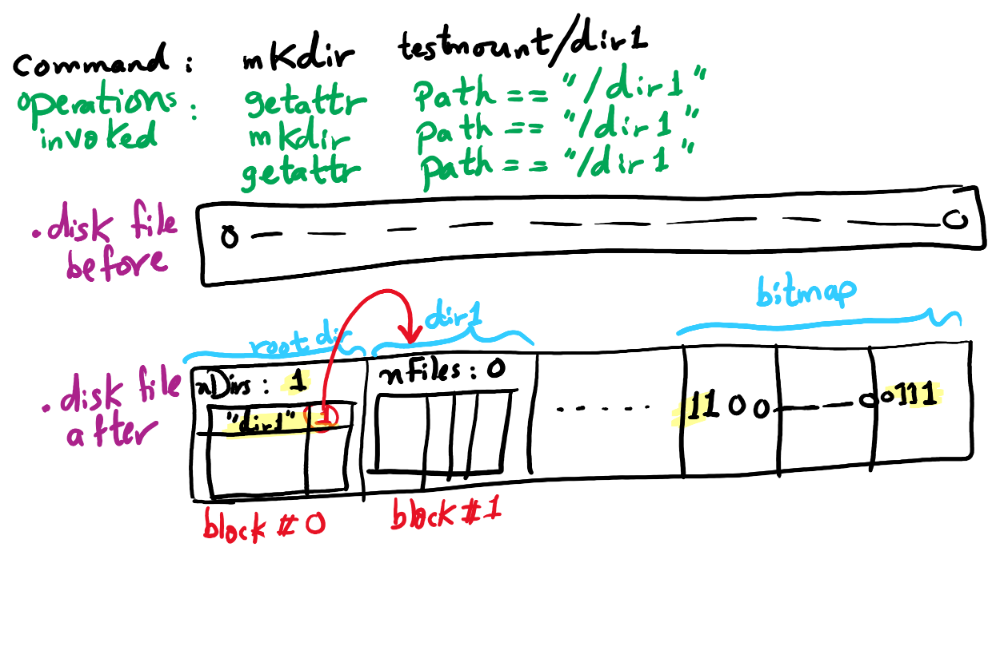 command : mkdir testmount/dir1
operations invoked : getattr path == "/dir1"
mkdir path == "/dir1"
getattr path == "/dir1"
.disk file before
0 0
bitmap
root dir dir1
.disk file after
nDirs : 1 nFiles : 0
"dir1" 1
1100 00111
block # 0 block #1